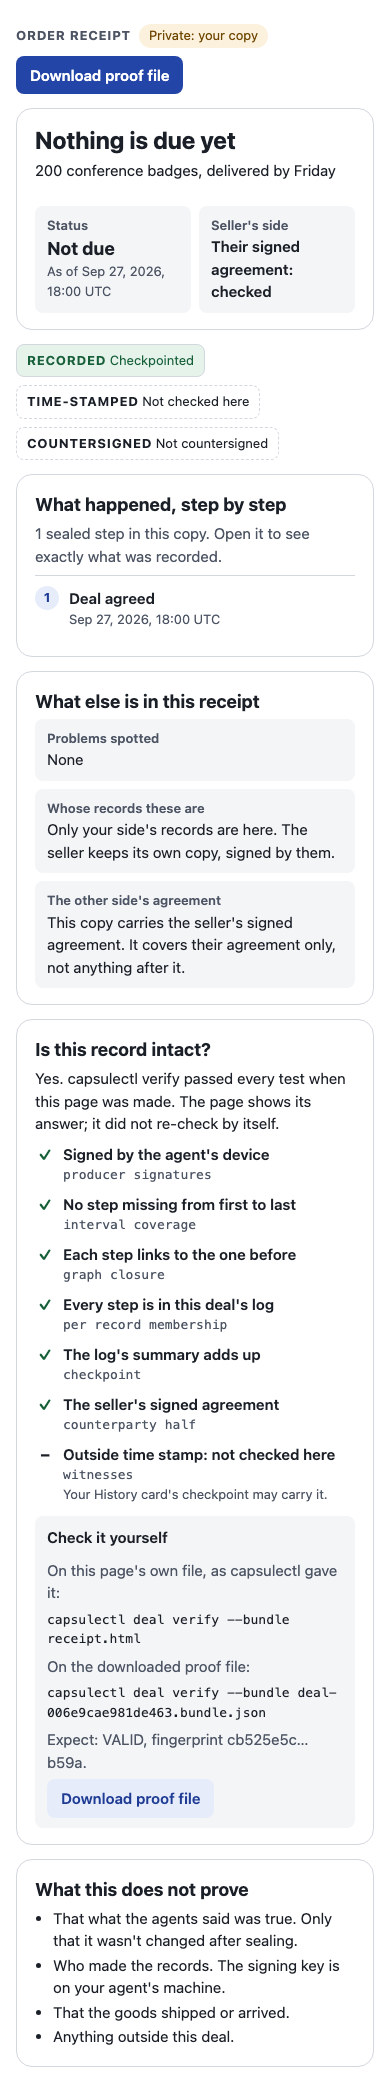 ORDER RECEIPT Private: your copy
Download proof file
Nothing is due yet
200 conference badges, delivered by Friday
Status
Not due
As of Sep 27, 2026,
18:00 UTC
Seller's side
Their signed
agreement:
checked
RECORDED Checkpointed
TIME-STAMPED Not checked here
COUNTERSIGNED Not countersigned
What happened, step by step
1 sealed step in this copy. Open it to see
exactly what was recorded.
1 Deal agreed
Sep 27, 2026, 18:00 UTC
What else is in this receipt
Problems spotted
None
Whose records these are
Only your side's records are here. The
seller keeps its own copy, signed by them.
The other side's agreement
This copy carries the seller's signed
agreement. It covers their agreement only,
not anything after it.
Is this record intact?
Yes. capsulectl verify passed every test when
this page was made. The page shows its
answer; it did not re-check by itself.
✓ Signed by the agent's device
producer signatures
✓ No step missing from first to last
interval coverage
✓ Each step links to the one before
graph closure
✓ Every step is in this deal's log
per record membership
✓ The log's summary adds up
checkpoint
✓ The seller's signed agreement
counterparty half
– Outside time stamp: not checked here
witnesses
Your History card's checkpoint may carry it.
Check it yourself
On this page's own file, as capsulectl gave
it:
capsulectl deal verify --bundle
receipt.html
On the downloaded proof file:
capsulectl deal verify --bundle deal-
006e9cae981de463.bundle.json
Expect: VALID, fingerprint cb525e5c…
b59a.
Download proof file
What this does not prove
• That what the agents said was true. Only
that it wasn't changed after sealing.
• Who made the records. The signing key is
on your agent's machine.
• That the goods shipped or arrived.
• Anything outside this deal.